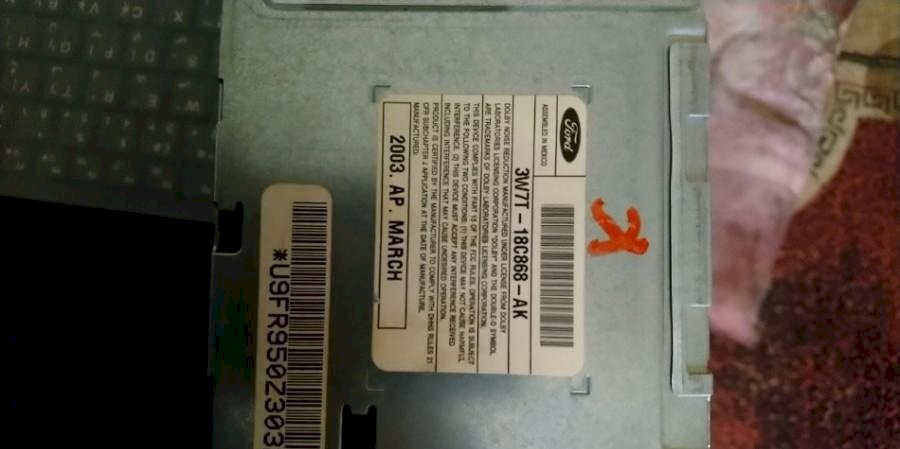 Ford
ASSEMBLED IN MEXICO
3W7T-18C868-AK
DOLBY NOISE REDUCTION MANUFACTURED UNDER LICENSE FROM DOLBY
LABORATORIES LICENSING CORPORATION "DOLBY" AND THE DOUBLE-D SYMBOL
ARE TRADEMARKS OF DOLBY LABORATORIES LICENSING CORPORATION.
THIS DEVICE COMPLIES WITH PART 15 OF THE FCC RULES. OPERATION IS SUBJECT
TO THE FOLLOWING TWO CONDITIONS: (1) THIS DEVICE MAY NOT CAUSE HARMFUL
INTERFERENCE. (2) THIS DEVICE MUST ACCEPT ANY INTERFERENCE RECEIVED
INCLUDING INTERFERENCE THAT MAY CAUSE UNDESIRED OPERATION.
PRODUCT IS CERTIFIED BY THE MANUFACTURER TO COMPLY WITH DHHS RULES 21
CFR SUBCHAPTER J APPLICATION AT THE DATE OF MANUFACTURE.
MANUFACTURED:
2003. AP. MARCH
*U9FR950Z303